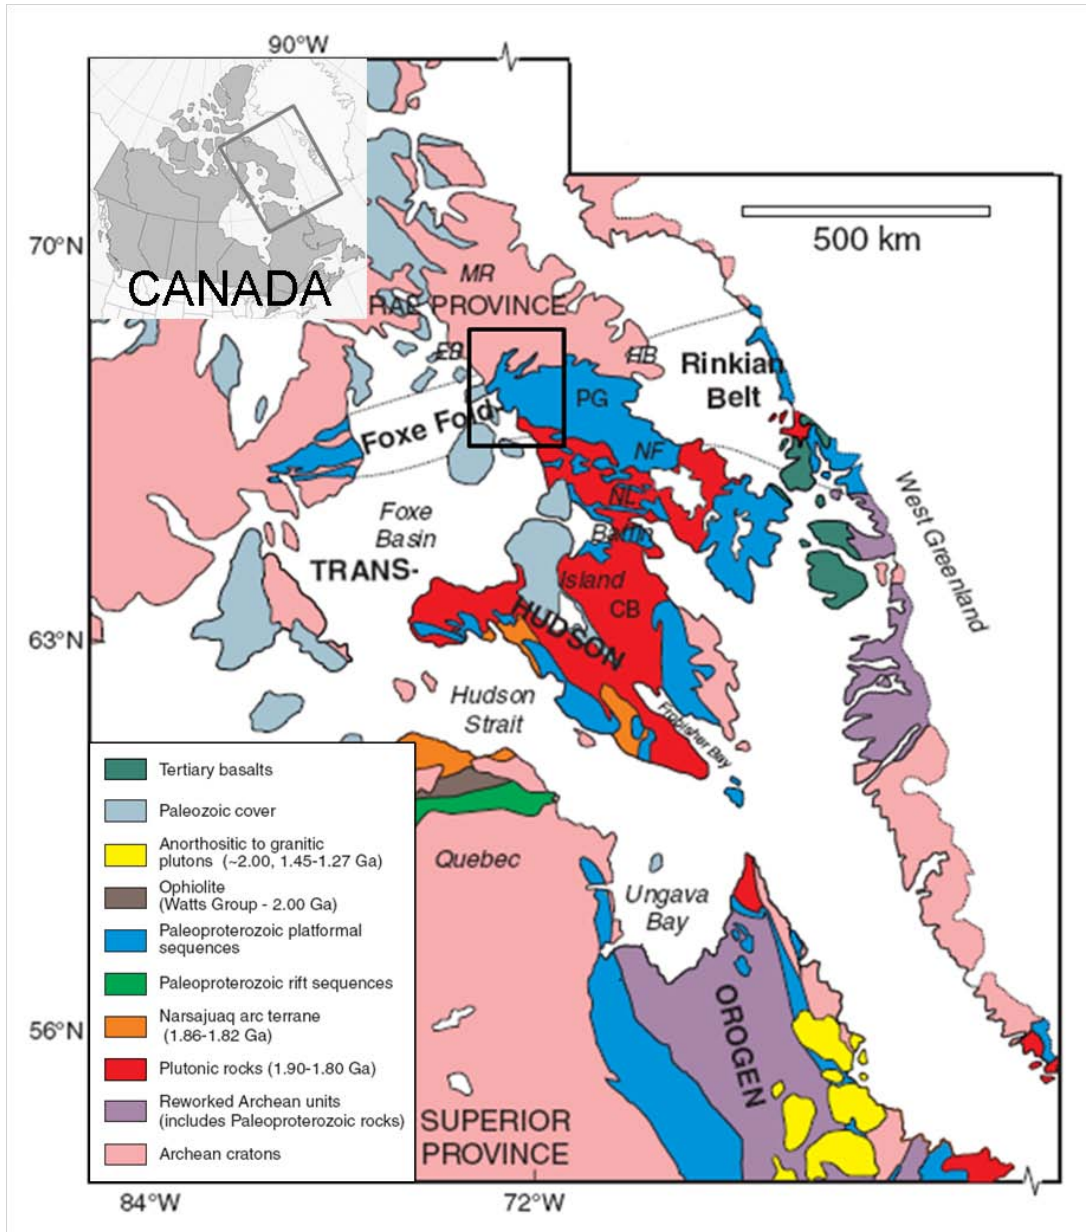 90°W
CANADA
70°N
MR
RAE PROVINCE
500 km
EB
HB
Rinkian
Belt
PG
Foxe Fold-
NF
West Greenland
NL
Foxe
Basin
Baffin
TRANS-
Island
CB
HUDSON
63°N
Hudson
Strait
Frobisher Bay
Tertiary basalts
Paleozoic cover
Anorthositic to granitic
plutons (~2.00, 1.45-1.27 Ga)
Ophiolite
(Watts Group - 2.00 Ga)
Paleoproterozoic platformal
sequences
Paleoproterozoic rift sequences
Narsajuaq arc terrane
(1.86-1.82 Ga)
Plutonic rocks (1.90-1.80 Ga)
Reworked Archean units
(includes Paleoproterozoic rocks)
Archean cratons
Quebec
Ungava
Bay
OROGEN
56°N
SUPERIOR
PROVINCE
84°W
72°W